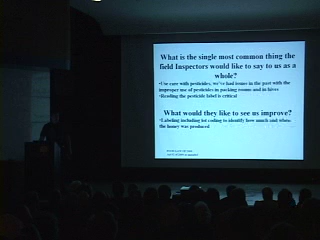 What is the single most common thing the
field Inspectors would like to say to us as a
whole?
•Use care with pesticides, we've had issues in the past with the
improper use of pesticides in packing rooms and in hives
•Reading the pesticide label is critical
What would they like to see us improve?
•Labeling including lot coding to identify how much and when
the honey was produced